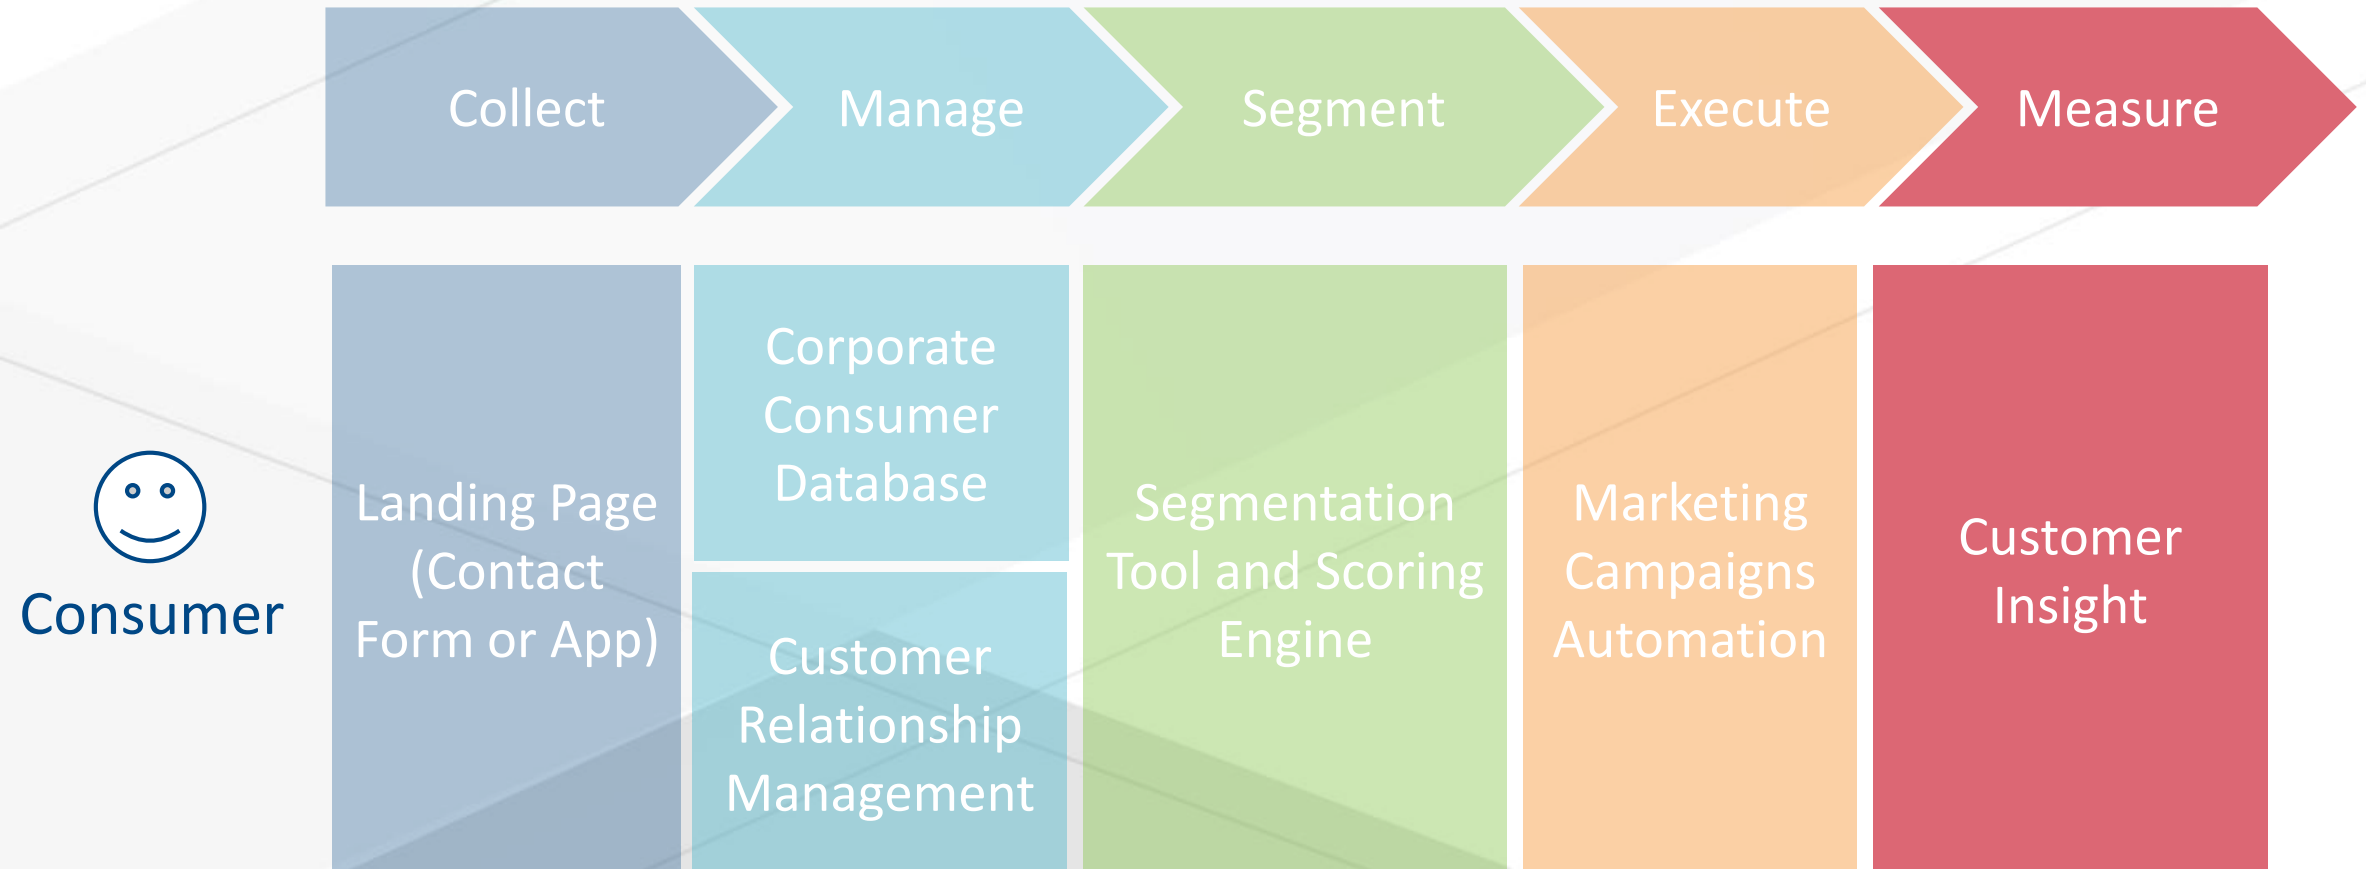 Collect
Manage
Segment
Execute
Measure
Consumer
Landing Page
(Contact
Form or App)
Corporate
Consumer
Database
Customer
Relationship
Management
Segmentation
Tool and Scoring
Engine
Marketing
Campaigns
Automation
Customer
Insight